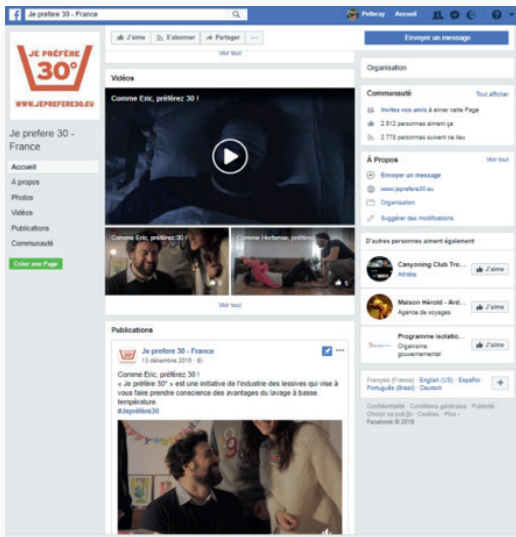 Je prefere 30 - France
Pelleray Accueil
J'aime S'abonner Partager ...
Envoyer un message
JE PRÉFÈRE
30°
WWW.JEPREFERE30.EU
Je prefere 30 -
France
Accueil
À propos
Photos
Vidéos
Publications
Communauté
Créer une Page
Voir tout
Vidéos
Comme Eric, préférez 30 !
Comme Eric, préférez 30 !
Comme Hortense, préférez
Voir tout
Publications
Je prefere 30 - France
13 décembre 2016
Comme Eric, préférez 30 !
« Je préfère 30° » est une initiative de l'industrie des lessives qui vise à
vous faire prendre conscience des avantages du lavage à basse
température.
#Jepréfère30
Organisation
Communauté Tout afficher
Invitez vos amis à aimer cette Page
2 812 personnes aiment ça
2 778 personnes suivent ce lieu
À Propos Voir tout
Envoyer un message
www.jeprefere30.eu
Organisation
Suggérer des modifications
D'autres personnes aiment également
Canyoning Club Tro...
Athlète
J'aime
Maison Hérold - Ard...
Agence de voyages
J'aime
Programme isolatio...
Organisme
gouvernemental
J'aime
Français (France) · English (US) · Español ·
Português (Brasil) · Deutsch
Confidentialité · Conditions générales · Publicité ·
Choisir sa pub · Cookies · Plus
Facebook © 2018